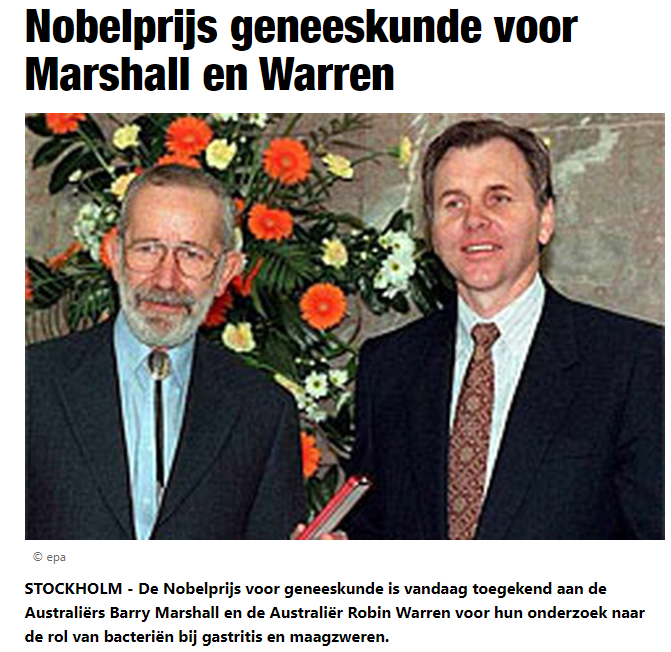 Nobelprijs geneeskunde voor
Marshall en Warren
© epa
STOCKHOLM - De Nobelprijs voor geneeskunde is vandaag toegekend aan de
Australiërs Barry Marshall en de Australiër Robin Warren voor hun onderzoek naar
de rol van bacteriën bij gastritis en maagzweren.